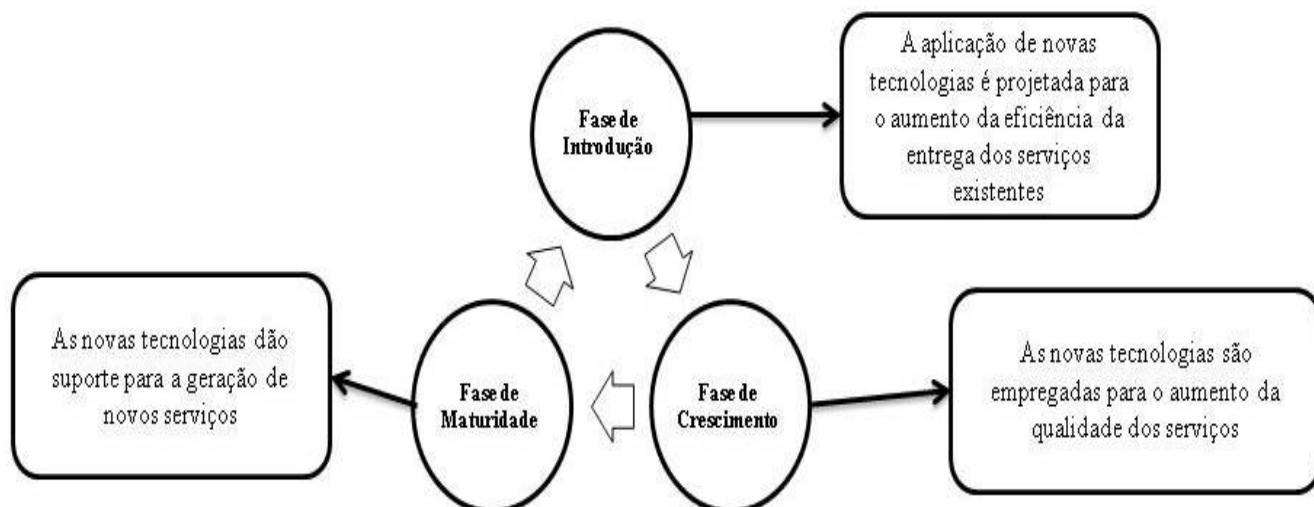 Fase de
Introdução
A aplicação de novas
tecnologias é projetada para
o aumento da eficiência da
entrega dos serviços
existentes
As novas tecnologias dão
suporte para a geração de
novos serviços
Fase de
Maturidade
Fase de
Crescimento
As novas tecnologias são
empregadas para o aumento da
qualidade dos serviços